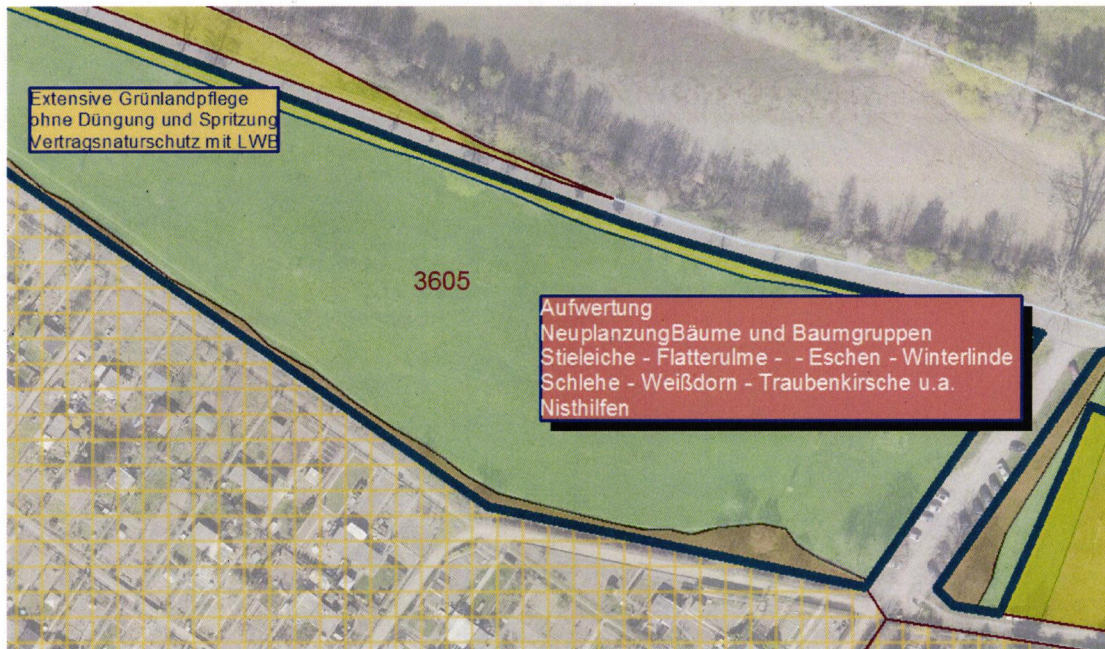 Extensive Grünlandpflege
ohne Düngung und Spritzung
Vertragsnaturschutz mit LWB
3605
Aufwertung
NeuplanzungBäume und Baumgruppen
Stieleiche - Flatterulme - - Eschen - Winterlinde
Schlehe - Weißdorn - Traubenkirsche u.a.
Nisthilfen